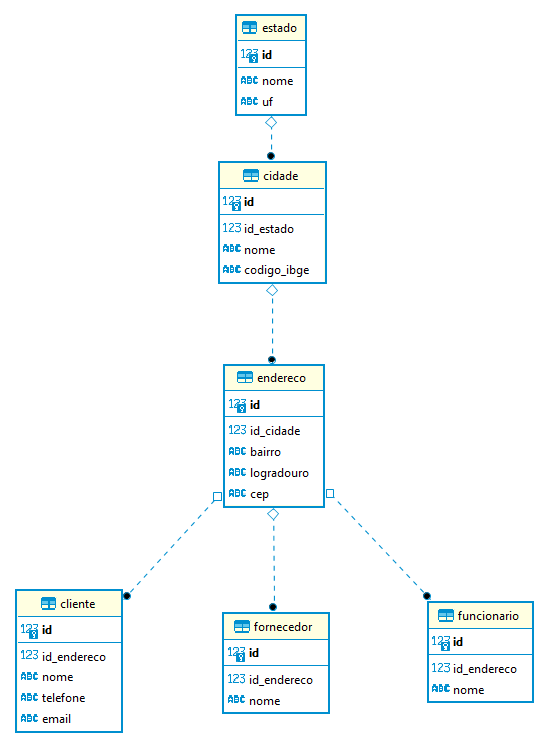 estado
123 id
ABC nome
ABC uf
cidade
123 id
123 id_estado
ABC nome
ABC codigo_ibge
endereco
123 id
123 id_cidade
ABC bairro
ABC logradouro
ABC cep
cliente
123 id
123 id_endereco
ABC nome
ABC telefone
ABC email
fornecedor
123 id
123 id_endereco
ABC nome
funcionario
123 id
123 id_endereco
ABC nome